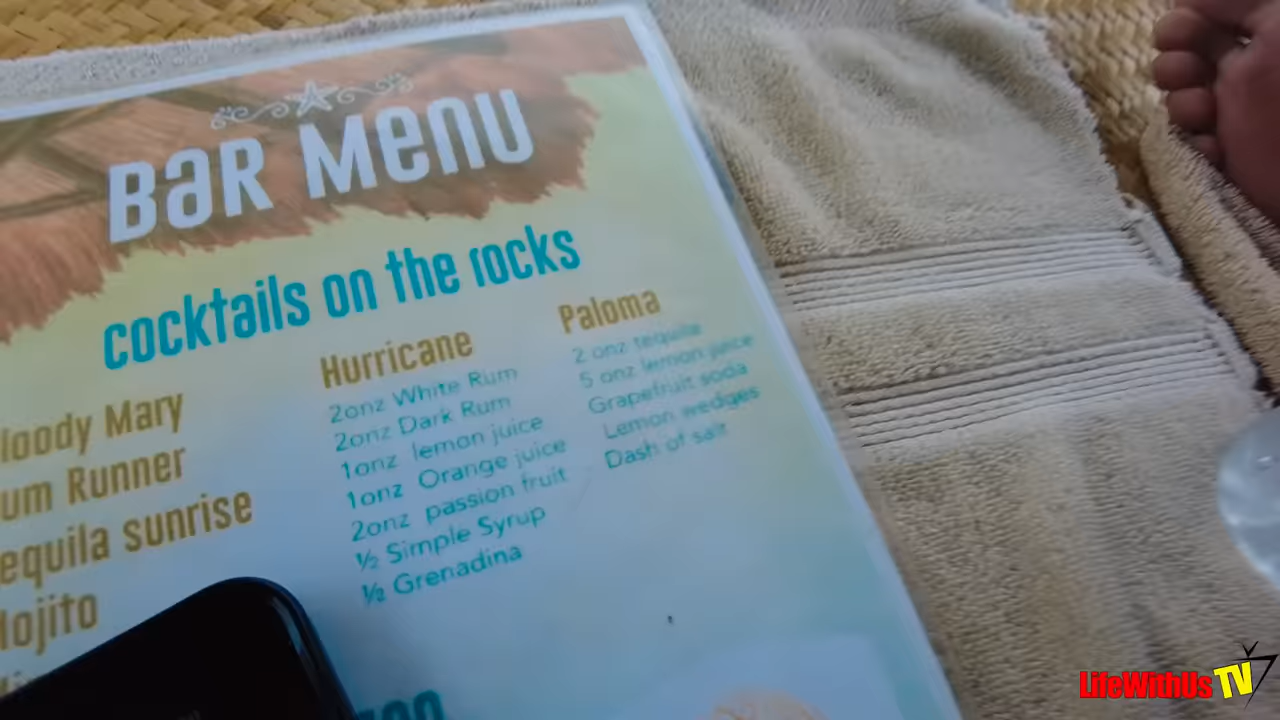 BaR Menu
cocktails on the rocks
loody Mary
um Runner
equila sunrise
ojito
Hurricane
2onz White Rum
2onz Dark Rum
1onz lemon juice
1onz Orange juice
2onz passion fruit
½ Simple Syrup
½ Grenadina
Paloma
2 onz tequila
5 onz lemon juice
Grapefruit soda
Lemon wedges
Dash of salt
LifeWithUs TV